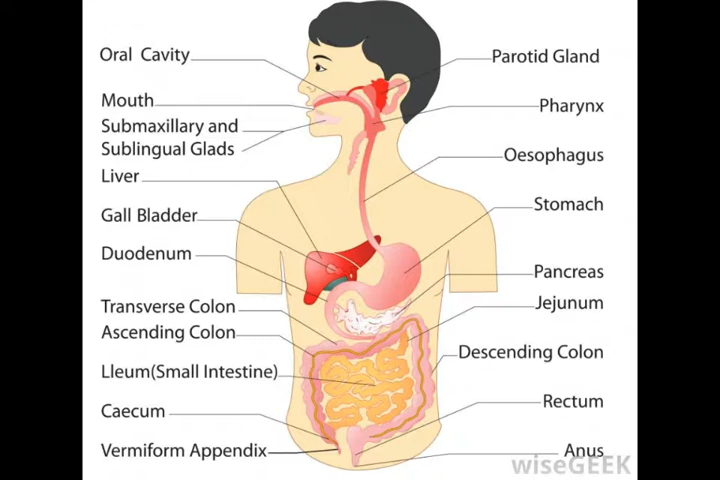 Oral Cavity
Mouth
Submaxillary and
Sublingual Glads
Liver
Gall Bladder
Duodenum
Transverse Colon
Ascending Colon
Lleum(Small Intestine)
Caecum
Vermiform Appendix
Parotid Gland
Pharynx
Oesophagus
Stomach
Pancreas
Jejunum
Descending Colon
Rectum
Anus
wiseGEEK